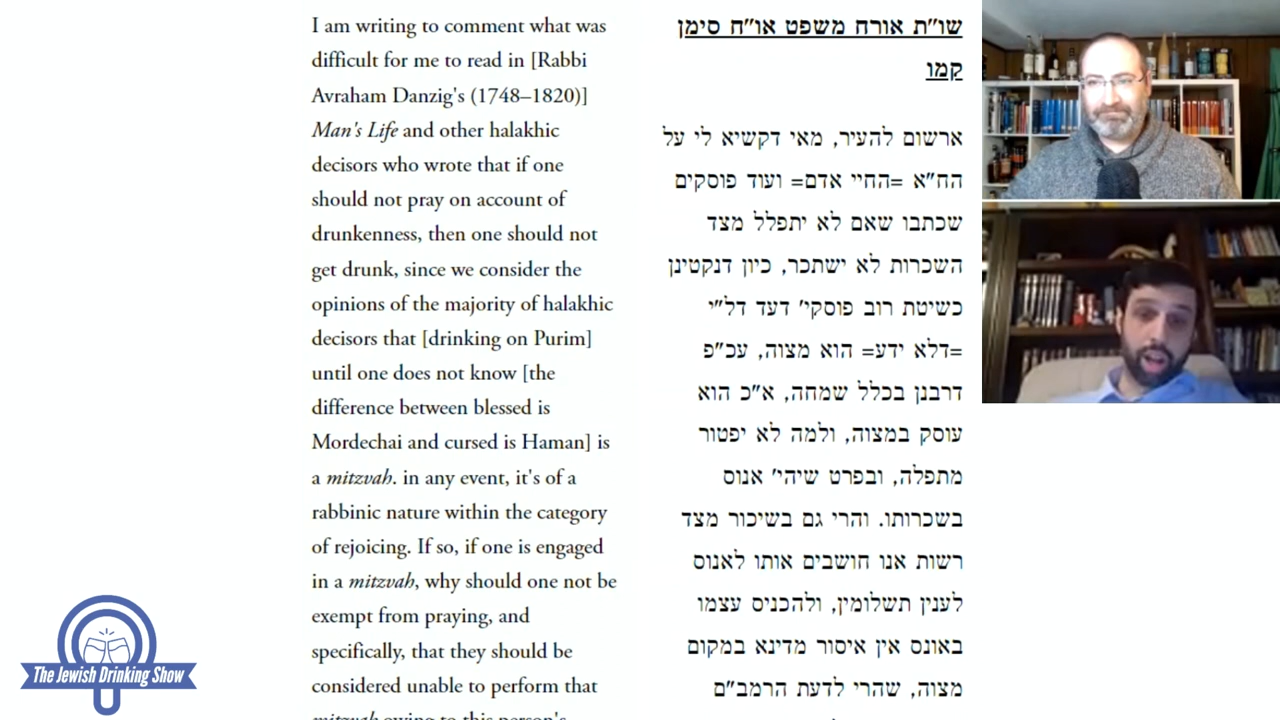 I am writing to comment what was
difficult for me to read in [Rabbi
Avraham Danzig's (1748–1820)]
Man's Life and other halakhic
decisors who wrote that if one
should not pray on account of
drunkenness, then one should not
get drunk, since we consider the
opinions of the majority of halakhic
decisors that [drinking on Purim]
until one does not know [the
difference between blessed is
Mordechai and cursed is Haman] is
a mitzvah. in any event, it's of a
rabbinic nature within the category
of rejoicing. If so, if one is engaged
in a mitzvah, why should one not be
exempt from praying, and
specifically, that they should be
considered unable to perform that
mitzvah owing to this person's
שו"ת אורח משפט או"ח סימן
קמו
ארשום להעיר, מאי דקשיא לי על
הח"א =החיי אדם= ועוד פוסקים
שכתבו שאם לא יתפלל מצד
השכרות לא ישתכר, כיון דנקטינן
כשיטת רוב פוסקי' דעד דל"י
=דלא ידע= הוא מצוה, עכ"פ
דרבנן בכלל שמחה, א"כ הוא
עוסק במצוה, ולמה לא יפטור
מתפלה, ובפרט שיהי' אנוס
בשכרותו. והרי גם בשיכור מצד
רשות אנו חושבים אותו לאנוס
לענין תשלומין, ולהכניס עצמו
באונס אין איסור מדינא במקום
מצוה, שהרי לדעת הרמב"ם
The Jewish Drinking Show